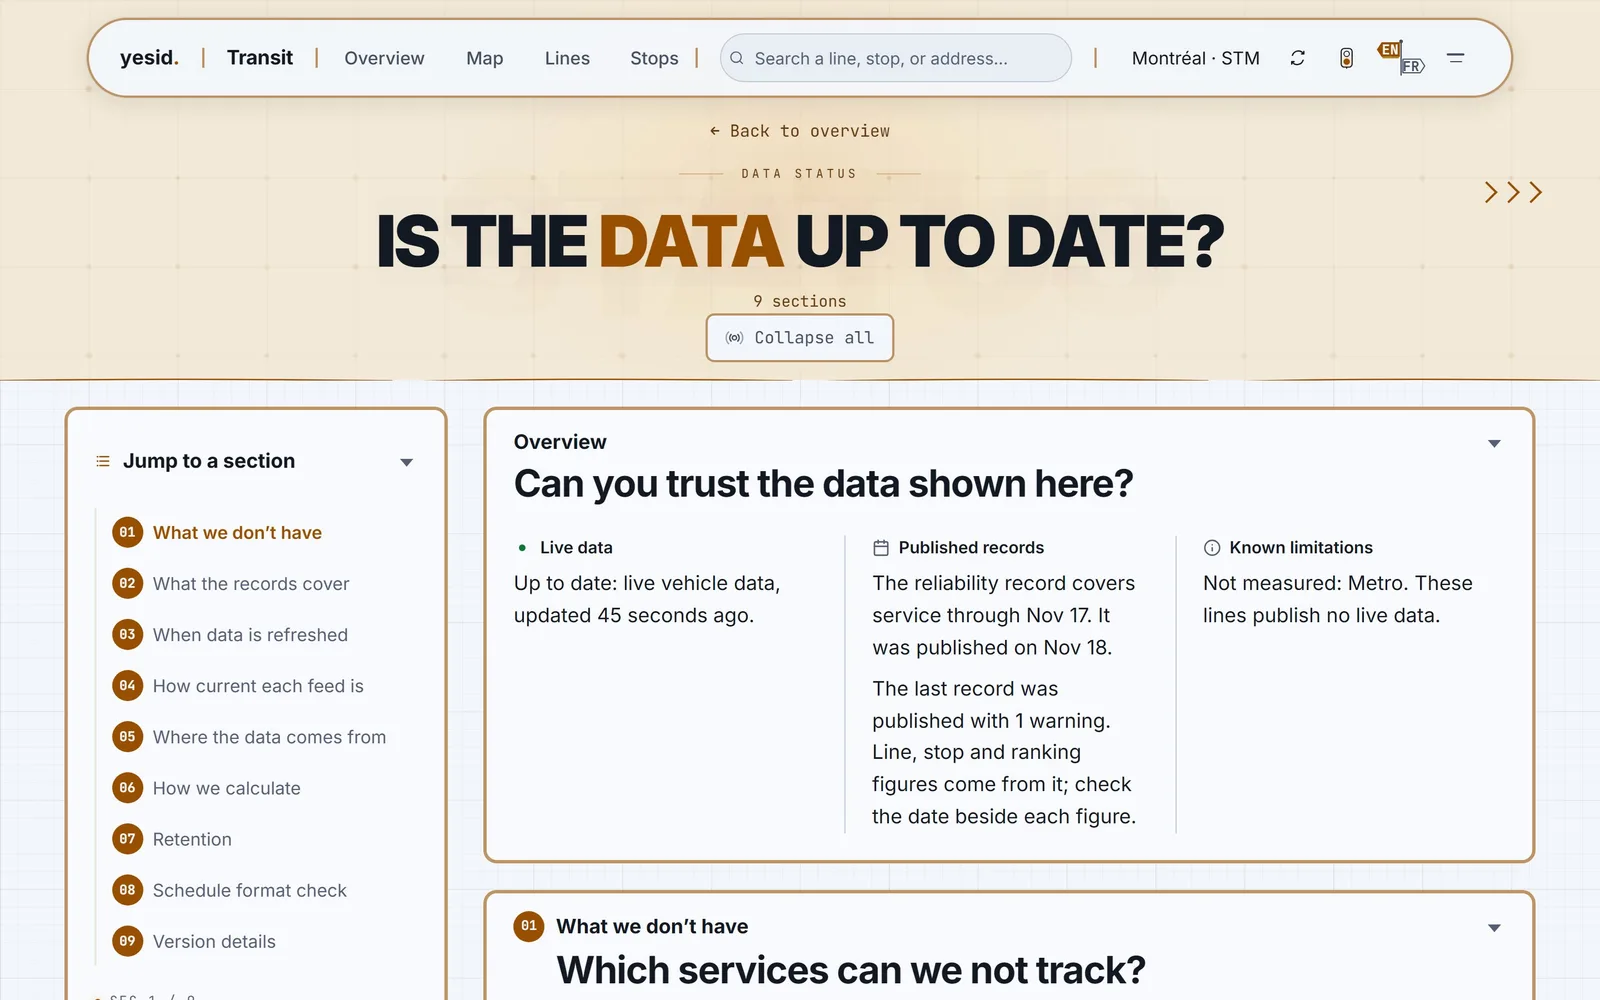 yesid. Transit Overview Map Lines Stops Search a line, stop, or address... Montréal · STM EN FR
← Back to overview
DATA STATUS
IS THE DATA UP TO DATE?
9 sections
Collapse all
Jump to a section
01 What we don’t have
02 What the records cover
03 When data is refreshed
04 How current each feed is
05 Where the data comes from
06 How we calculate
07 Retention
08 Schedule format check
09 Version details
Overview
Can you trust the data shown here?
Live data
Up to date: live vehicle data,
updated 45 seconds ago.
Published records
The reliability record covers
service through Nov 17. It
was published on Nov 18.
The last record was
published with 1 warning.
Line, stop and ranking
figures come from it; check
the date beside each figure.
Known limitations
Not measured: Metro. These
lines publish no live data.
01 What we don’t have
Which services can we not track?